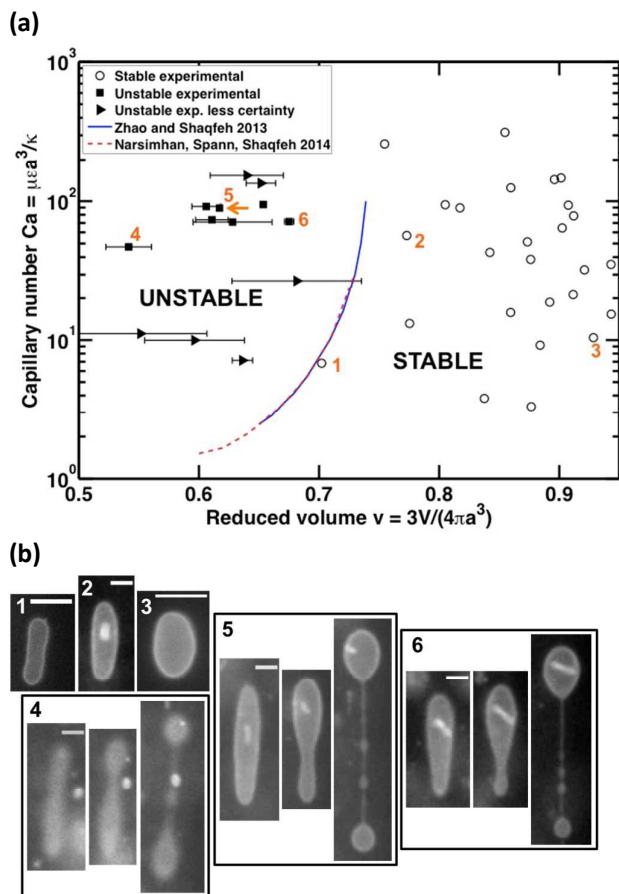 (a)
Capillary number Ca = μεa³/κ
10³
10²
10¹
10⁰
○ Stable experimental
■ Unstable experimental
▶ Unstable exp. less certainty
Zhao and Shaqfeh 2013
Narsimhan, Spann, Shaqfeh 2014
5
6
4
2
UNSTABLE
STABLE
1
3
0.5 0.6 0.7 0.8 0.9
Reduced volume ν = 3V/(4πa³)
(b)
1
2
3
4
5
6